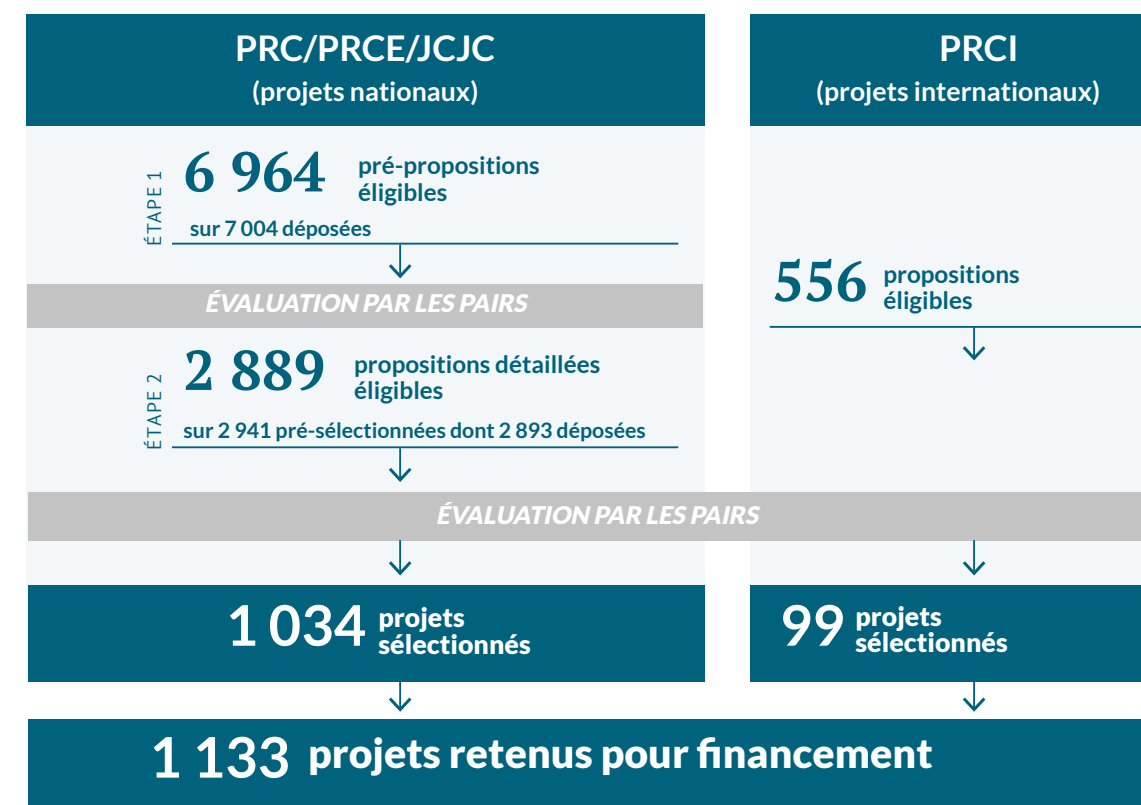 PRC/PRCE/JCJC
(projets nationaux)
ÉTAPE 1
6 964 pré-propositions
éligibles
sur 7 004 déposées
ÉVALUATION PAR LES PAIRS
ÉTAPE 2
2 889 propositions détaillées
éligibles
sur 2 941 pré-sélectionnées dont 2 893 déposées
PRCI
(projets internationaux)
556 propositions
éligibles
ÉVALUATION PAR LES PAIRS
1 034 projets
sélectionnés
99 projets
sélectionnés
1 133 projets retenus pour financement